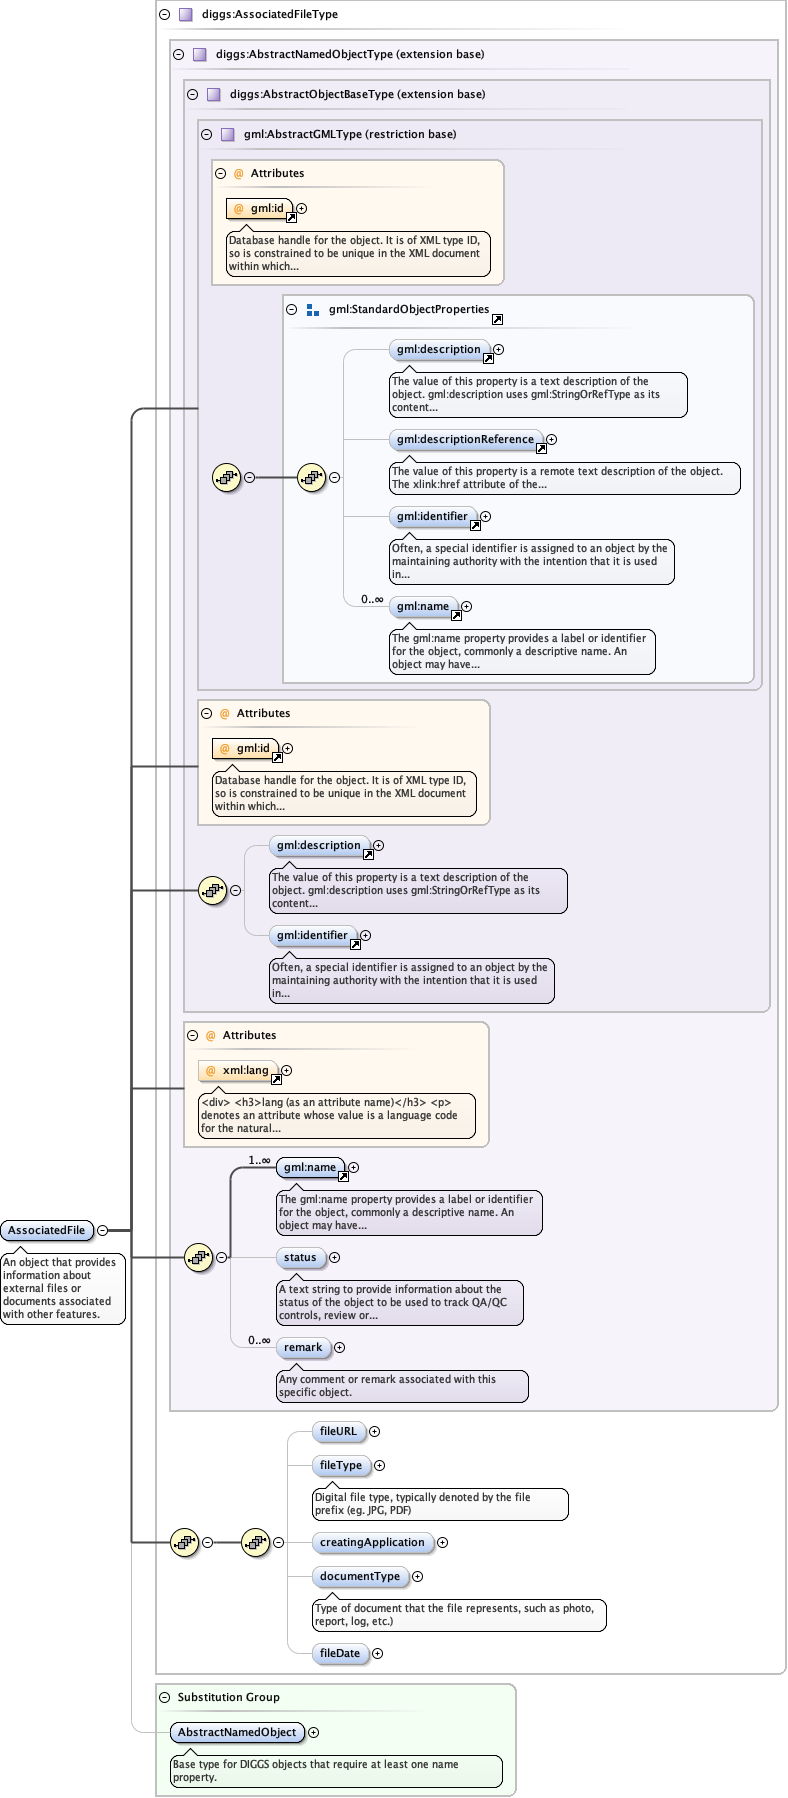 diggs:AssociatedFileType
diggs:AbstractNamedObjectType (extension base)
diggs:AbstractObjectBaseType (extension base)
gml:AbstractGMLType (restriction base)
@ Attributes
@ gml:id
Database handle for the object. It is of XML type ID,
so is constrained to be unique in the XML document
within which...
gml:StandardObjectProperties
gml:description
The value of this property is a text description of the
object. gml:description uses gml:StringOrRefType as its
content...
gml:descriptionReference
The value of this property is a remote text description of the object.
The xlink:href attribute of the...
gml:identifier
Often, a special identifier is assigned to an object by the
maintaining authority with the intention that it is used
in...
0..∞
gml:name
The gml:name property provides a label or identifier
for the object, commonly a descriptive name. An
object may have...
@ Attributes
@ gml:id
Database handle for the object. It is of XML type ID,
so is constrained to be unique in the XML document
within which...
gml:description
The value of this property is a text description of the
object. gml:description uses gml:StringOrRefType as its
content...
gml:identifier
Often, a special identifier is assigned to an object by the
maintaining authority with the intention that it is used
in...
@ Attributes
@ xml:lang
<div> <h3>lang (as an attribute name)</h3> <p>
denotes an attribute whose value is a language code
for the natural...
1..∞
gml:name
The gml:name property provides a label or identifier
for the object, commonly a descriptive name. An
object may have...
AssociatedFile
An object that provides
information about
external files or
documents associated
with other features.
status
A text string to provide information about the
status of the object to be used to track QA/QC
controls, review or...
0..∞
remark
Any comment or remark associated with this
specific object.
fileURL
fileType
Digital file type, typically denoted by the file
prefix (eg. JPG, PDF)
creatingApplication
documentType
Type of document that the file represents, such as photo,
report, log, etc.)
fileDate
Substitution Group
AbstractNamedObject
Base type for DIGGS objects that require at least one name
property.